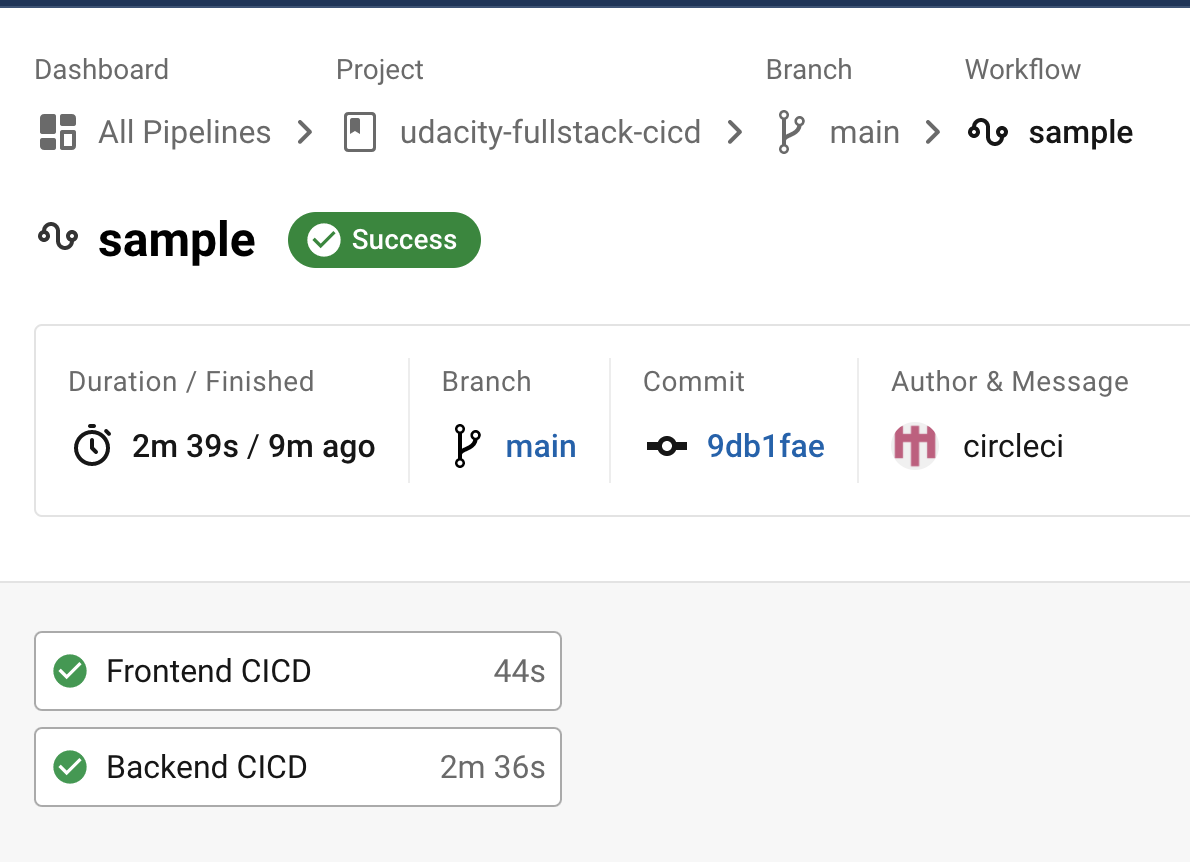 Dashboard Project Branch Workflow
All Pipelines udacity-fullstack-cicd main sample
sample Success
Duration / Finished Branch Commit Author & Message
2m 39s / 9m ago main 9db1fae circleci
Frontend CICD 44s
Backend CICD 2m 36s